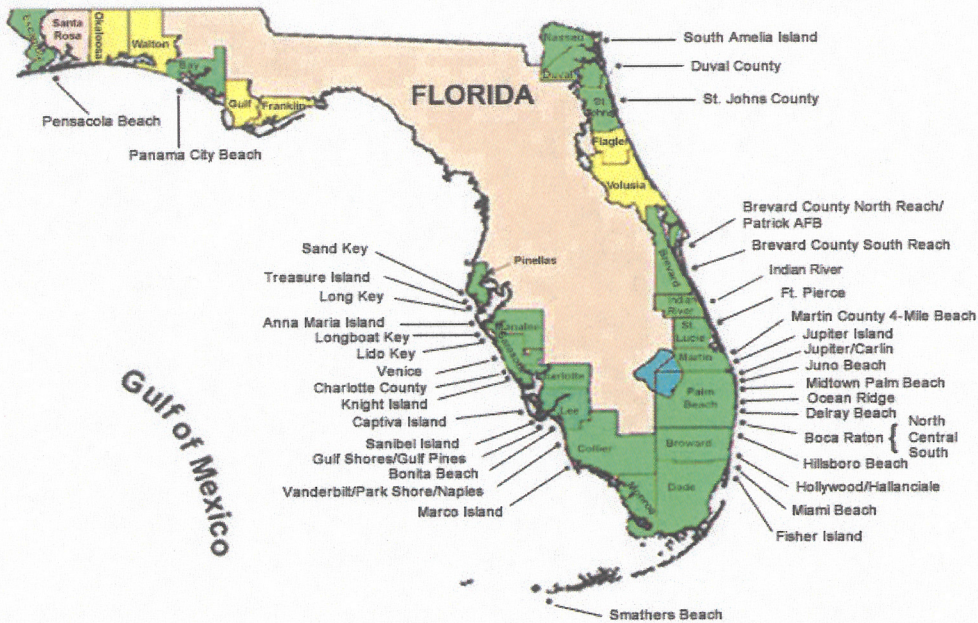 Escambia
Santa
Rosa
Okaloosa
Walton
Bay
Gulf
Franklin
Pensacola Beach
Panama City Beach
FLORIDA
Nassau
Duval
St
Johns
Flagler
Volusia
South Amelia Island
Duval County
St. Johns County
Brevard County North Reach/
Patrick AFB
Brevard County South Reach
Indian River
Ft. Pierce
Martin County 4-Mile Beach
Jupiter Island
Jupiter/Carlin
Juno Beach
Midtown Palm Beach
Ocean Ridge
Delray Beach
Boca Raton { North
Central
South
Hillsboro Beach
Hollywood/Hallanciale
Miami Beach
Fisher Island
Smathers Beach
Brevard
Indian
River
St
Lucie
Martin
Palm
Beach
Broward
Dade
Monroe
Collier
Lee
Charlotte
Sarasota
Manatee
Pinellas
Sand Key
Treasure Island
Long Key
Anna Maria Island
Longboat Key
Lido Key
Venice
Charlotte County
Knight Island
Captiva Island
Sanibel Island
Gulf Shores/Gulf Pines
Bonita Beach
Vanderbilt/Park Shore/Naples
Marco Island
Gulf of Mexico